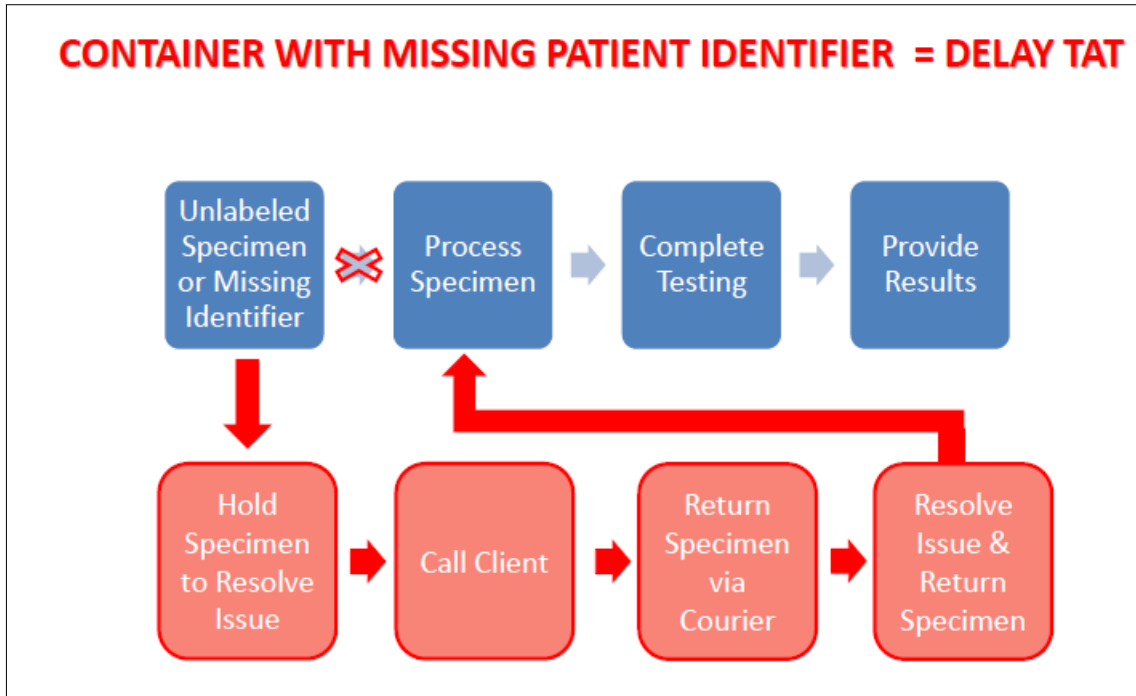 CONTAINER WITH MISSING PATIENT IDENTIFIER = DELAY TAT
Unlabeled
Specimen
or Missing
Identifier
Process
Specimen
Complete
Testing
Provide
Results
Hold
Specimen
to Resolve
Issue
Call Client
Return
Specimen
via
Courier
Resolve
Issue &
Return
Specimen